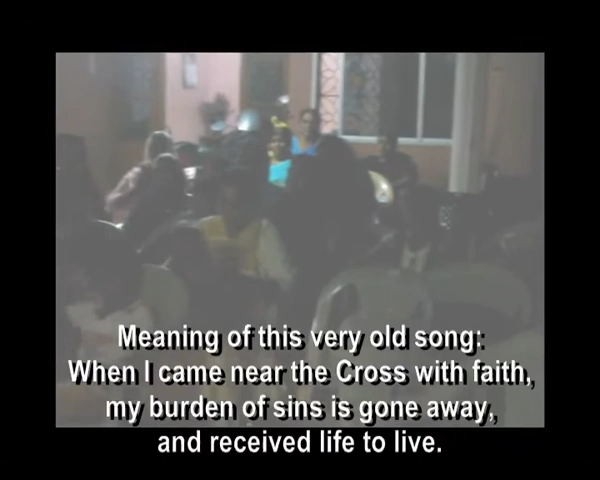 Meaning of this very old song:
When I came near the Cross with faith,
my burden of sins is gone away,
and received life to live.